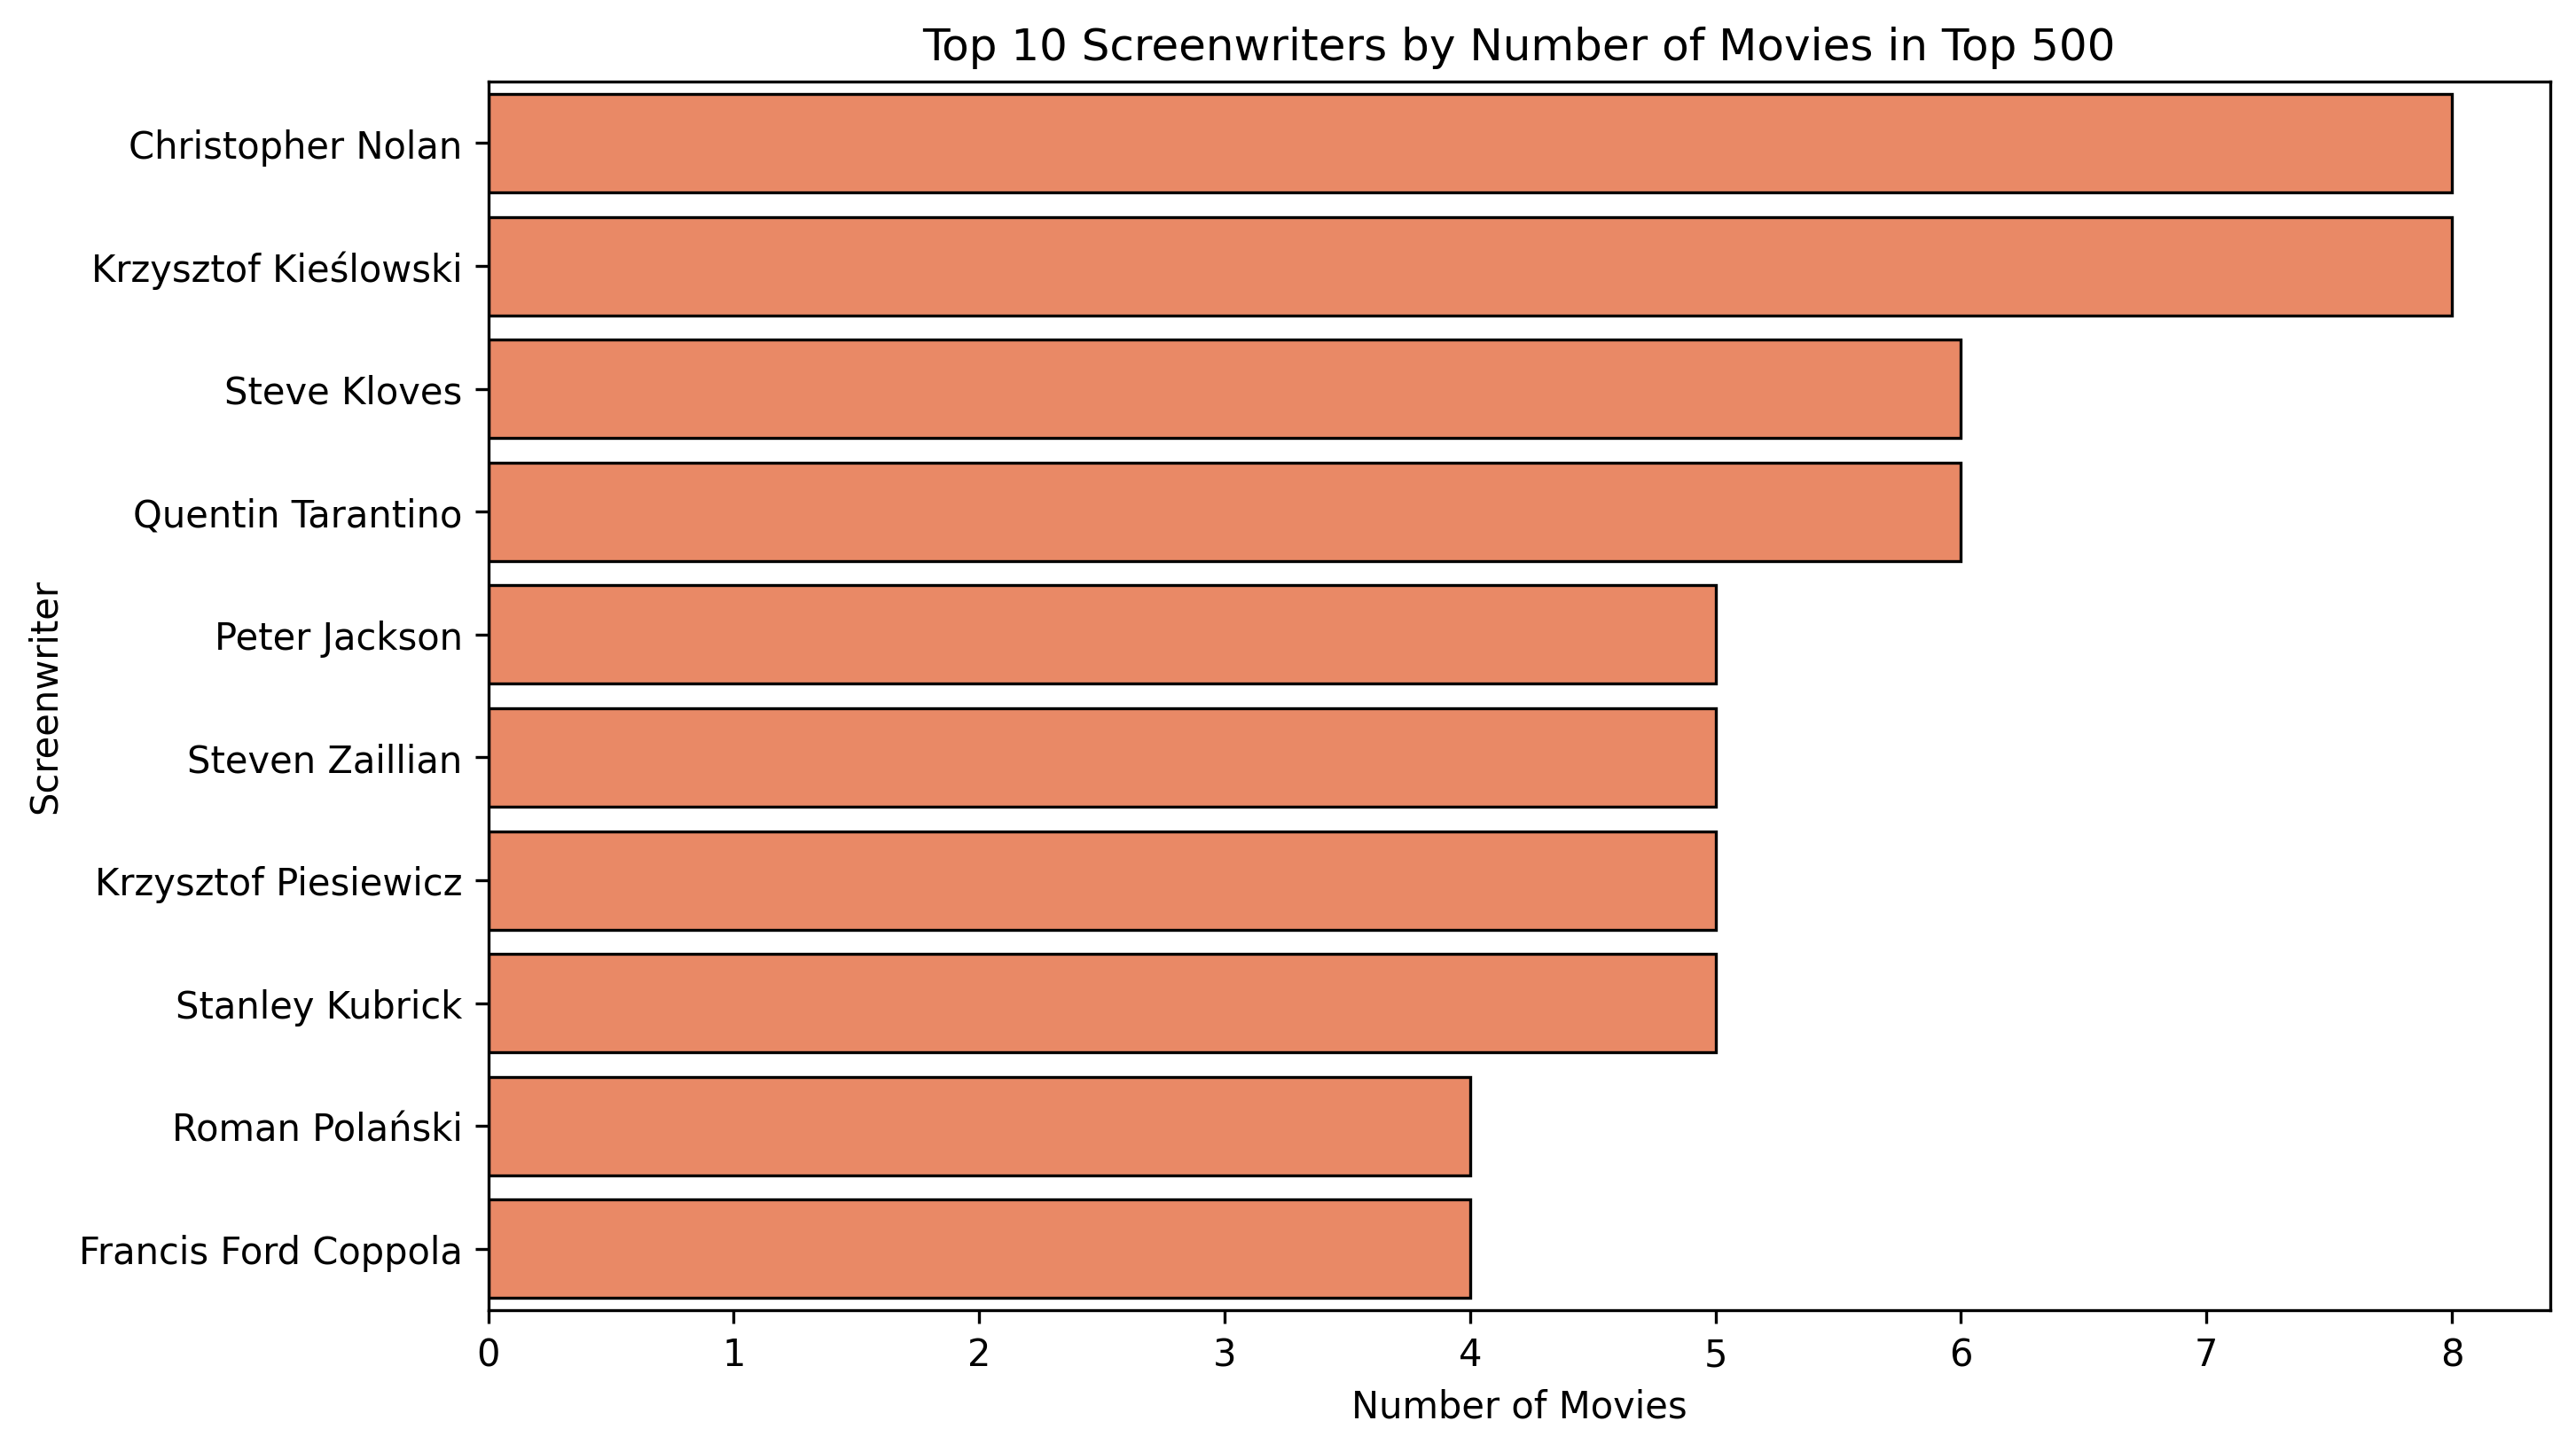 Top 10 Screenwriters by Number of Movies in Top 500
Screenwriter
Christopher Nolan
Krzysztof Kieślowski
Steve Kloves
Quentin Tarantino
Peter Jackson
Steven Zaillian
Krzysztof Piesiewicz
Stanley Kubrick
Roman Polański
Francis Ford Coppola
0 1 2 3 4 5 6 7 8
Number of Movies